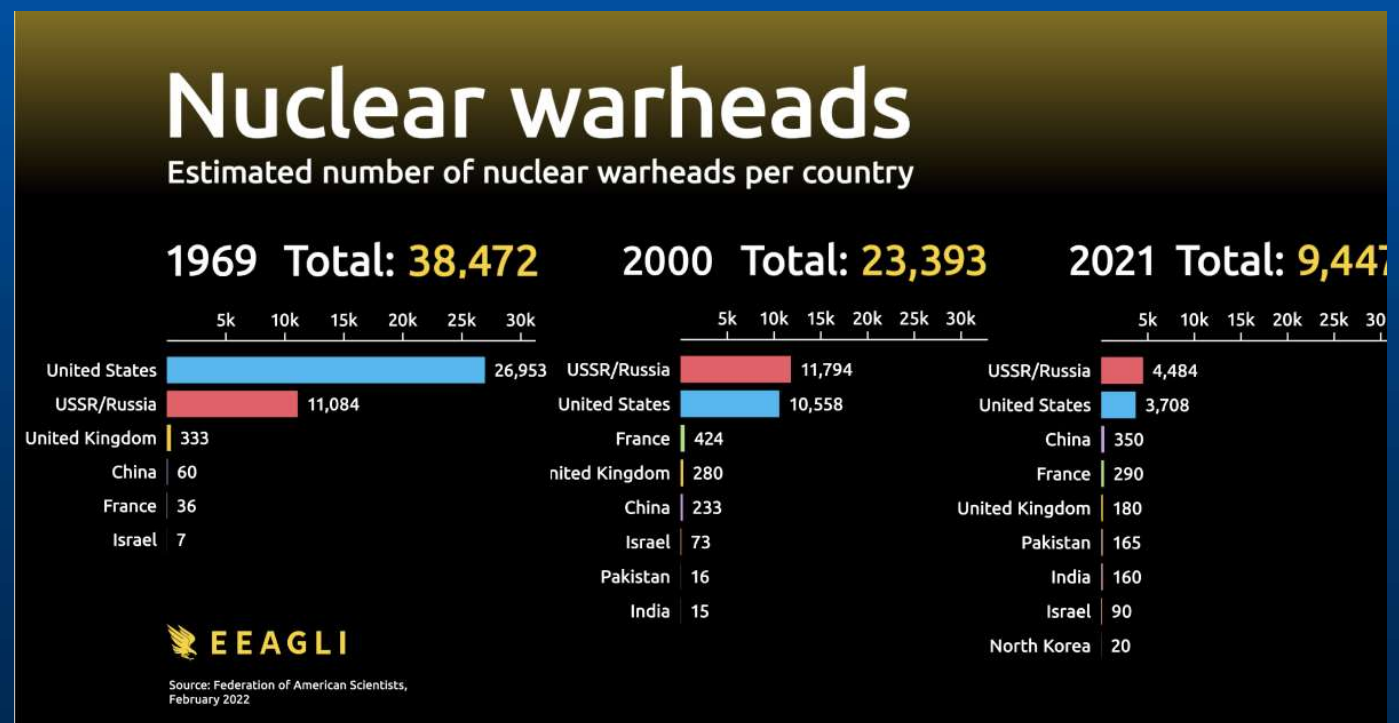 Nuclear warheads
Estimated number of nuclear warheads per country
1969 Total: 38,472
5k 10k 15k 20k 25k 30k
United States 26,953
USSR/Russia 11,084
United Kingdom 333
China 60
France 36
Israel 7
2000 Total: 23,393
5k 10k 15k 20k 25k 30k
USSR/Russia 11,794
United States 10,558
France 424
nited Kingdom 280
China 233
Israel 73
Pakistan 16
India 15
2021 Total: 9,447
5k 10k 15k 20k 25k 30
USSR/Russia 4,484
United States 3,708
China 350
France 290
United Kingdom 180
Pakistan 165
India 160
Israel 90
North Korea 20
EEAGLI
Source: Federation of American Scientists,
February 2022